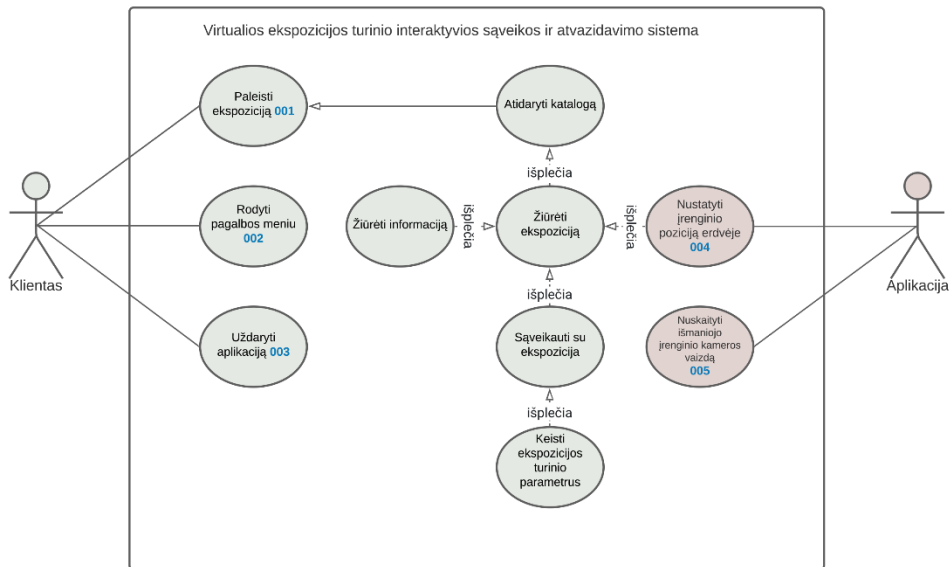 Virtualios ekspozicijos turinio interaktyvios sąveikos ir atvazidavimo sistema
Paleisti
ekspoziciją 001
Atidaryti katalogą
išplečia
Klientas
Rodyti
pagalbos meniu
002
Žiūrėti informaciją
išplečia
Žiūrėti
ekspoziciją
išplečia
Nustatyti
įrenginio
poziciją erdvėje
004
Aplikacija
išplečia
Uždaryti
aplikaciją 003
Sąveikauti su
ekspozicija
Nuskaityti
išmaniojo
įrenginio kameros
vaizdą
005
išplečia
Keisti
ekspozicijos
turinio
parametrus